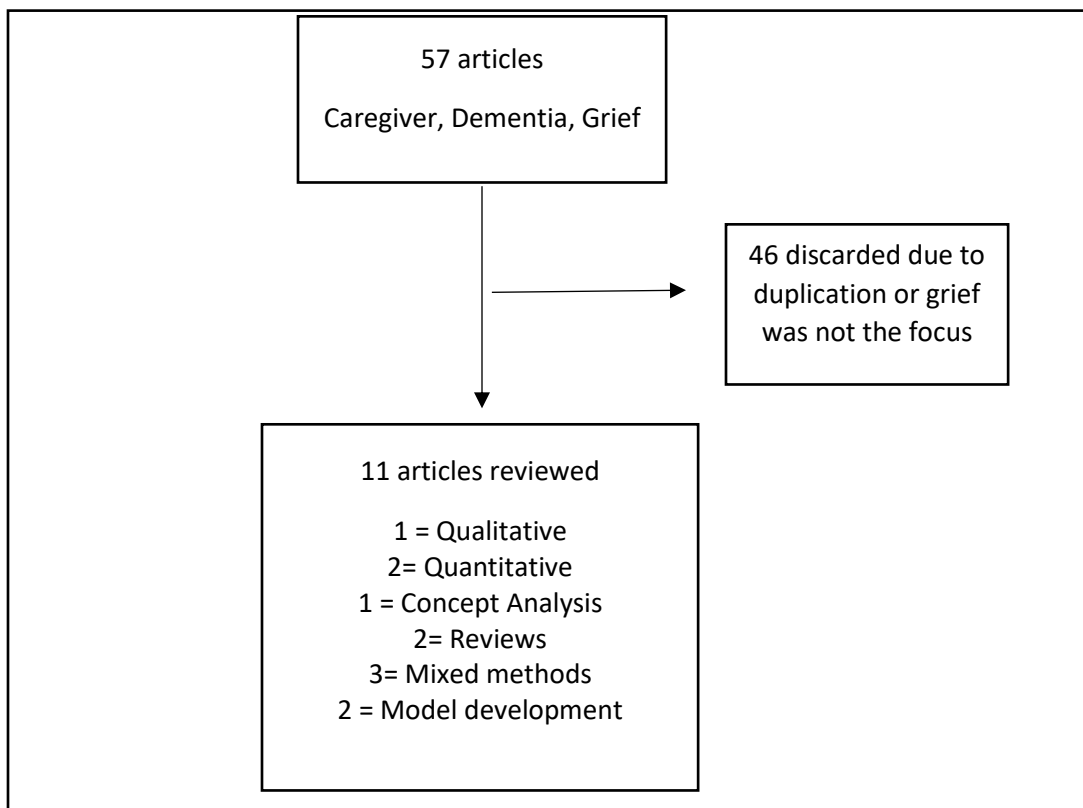 57 articles
Caregiver, Dementia, Grief
46 discarded due to
duplication or grief
was not the focus
11 articles reviewed
1 = Qualitative
2= Quantitative
1 = Concept Analysis
2= Reviews
3= Mixed methods
2 = Model development